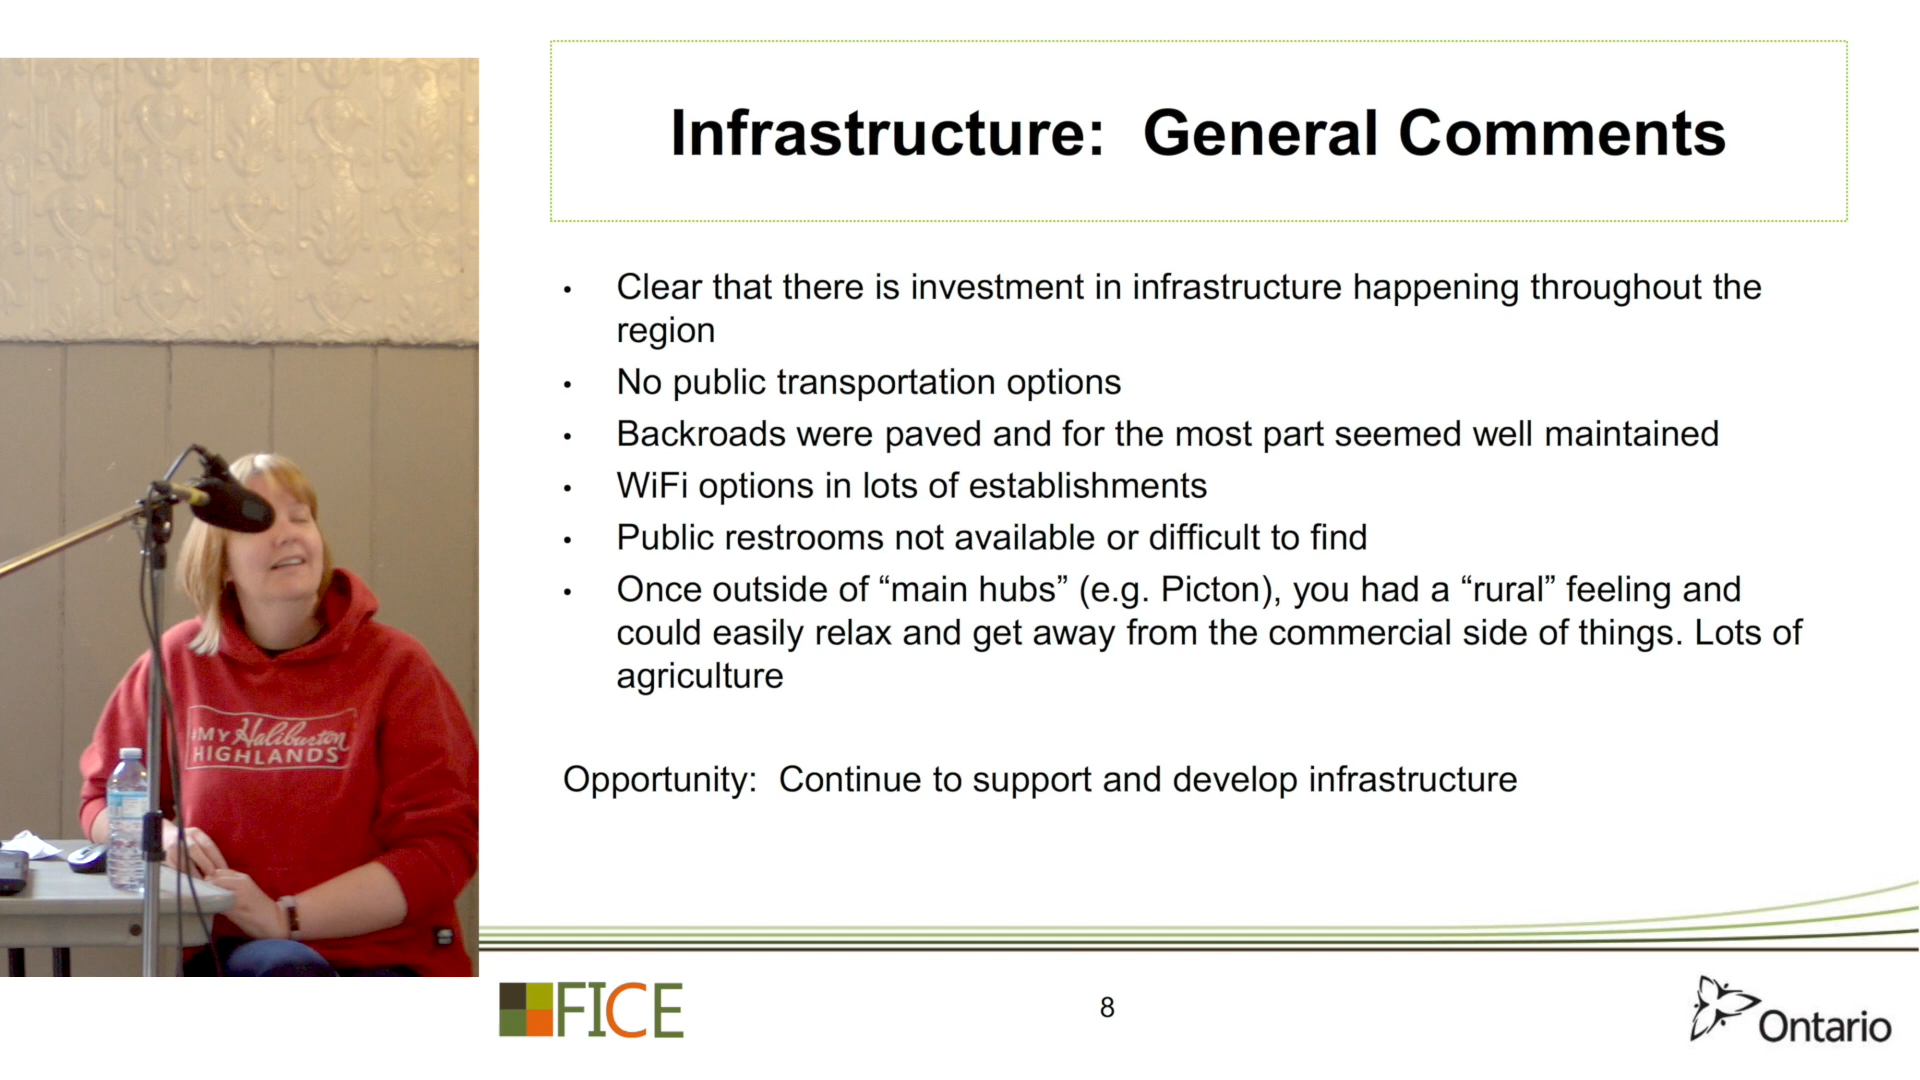 Infrastructure:  General Comments
• Clear that there is investment in infrastructure happening throughout the
region
• No public transportation options
• Backroads were paved and for the most part seemed well maintained
• WiFi options in lots of establishments
• Public restrooms not available or difficult to find
• Once outside of “main hubs” (e.g. Picton), you had a “rural” feeling and
could easily relax and get away from the commercial side of things. Lots of
agriculture
Opportunity:  Continue to support and develop infrastructure
#MY Haliburton
HIGHLANDS
FICE
8
Ontario